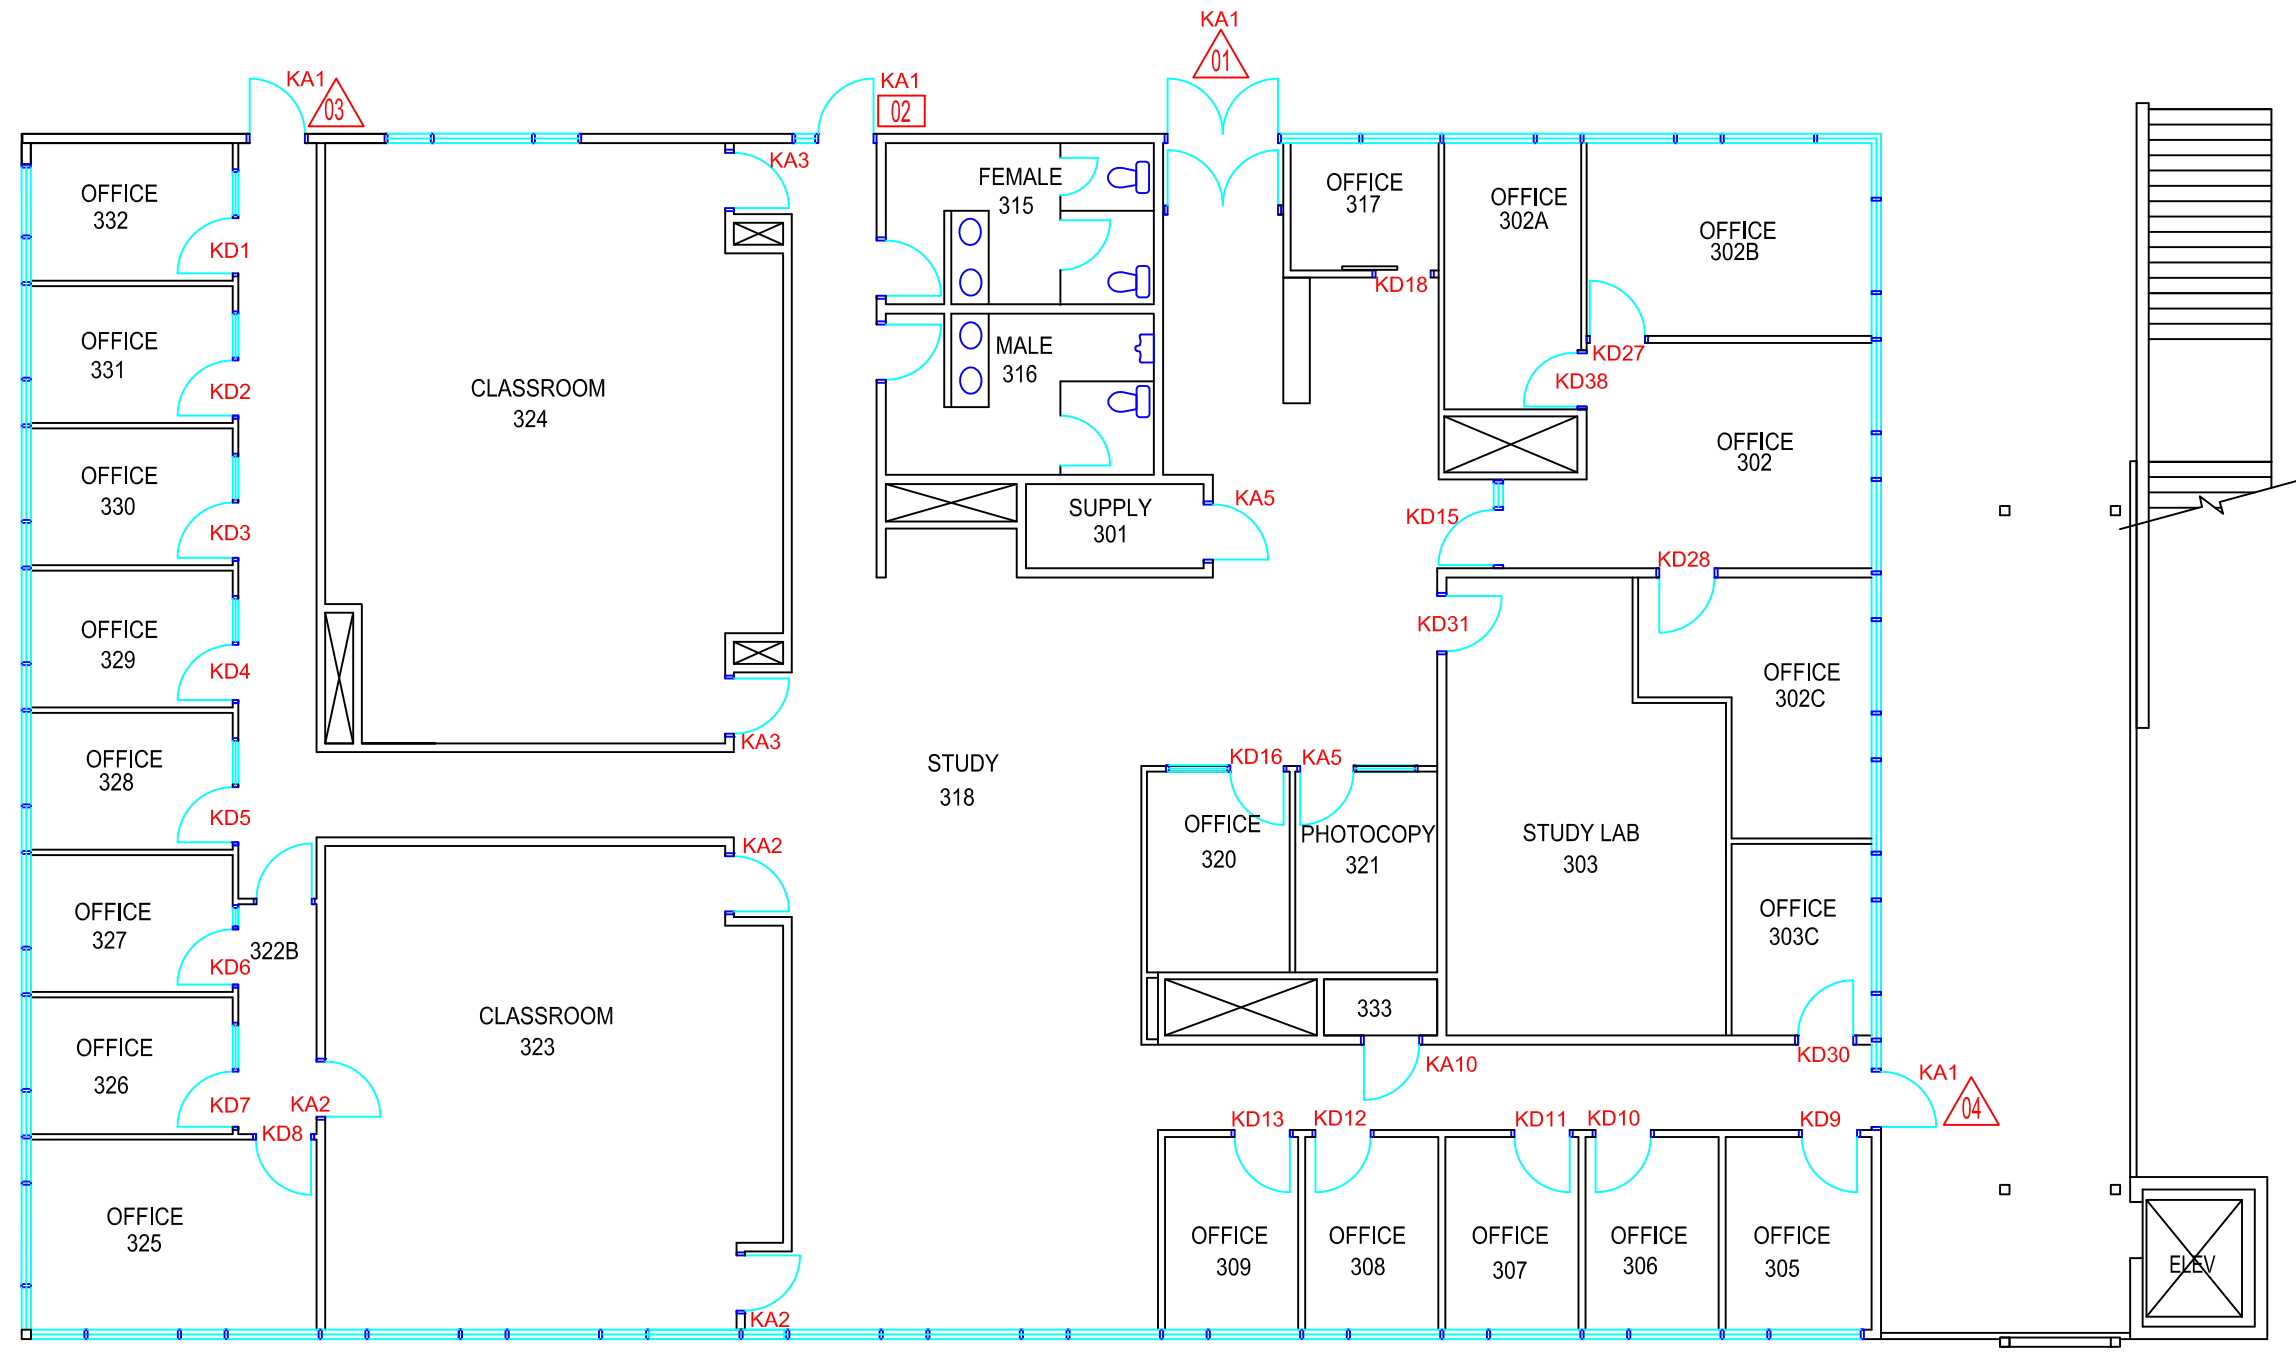 KA1
01
KA1
03
KA1
02
KA3
OFFICE
332
KD1
FEMALE
315
OFFICE
317
KD18
OFFICE
302A
OFFICE
302B
KD27
KD38
OFFICE
331
KD2
CLASSROOM
324
MALE
316
OFFICE
302
OFFICE
330
KD3
SUPPLY
301
KA5
KD15
KD28
OFFICE
329
KD4
KD31
OFFICE
302C
KA3
OFFICE
328
KD5
STUDY
318
KD16
KA5
OFFICE
320
PHOTOCOPY
321
STUDY LAB
303
KA2
OFFICE
327
KD6
322B
OFFICE
303C
CLASSROOM
323
333
KD30
KA10
KA1
04
OFFICE
326
KD7
KA2
KD8
KD13
KD12
KD11
KD10
KD9
OFFICE
325
OFFICE
309
OFFICE
308
OFFICE
307
OFFICE
306
OFFICE
305
ELEV
KA2